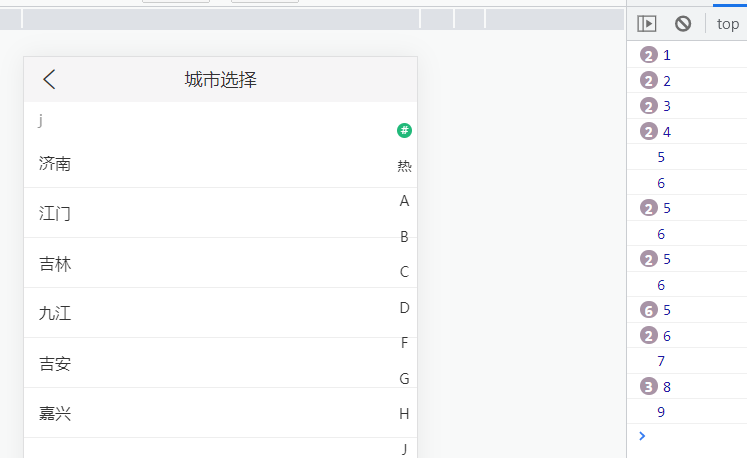 top
城市选择
j
#
济南
热
江门
A
B
吉林
C
九江
D
F
吉安
G
嘉兴
H
J
2 1
2 2
2 3
2 4
5
6
2 5
6
2 5
6
6 5
2 6
7
3 8
9